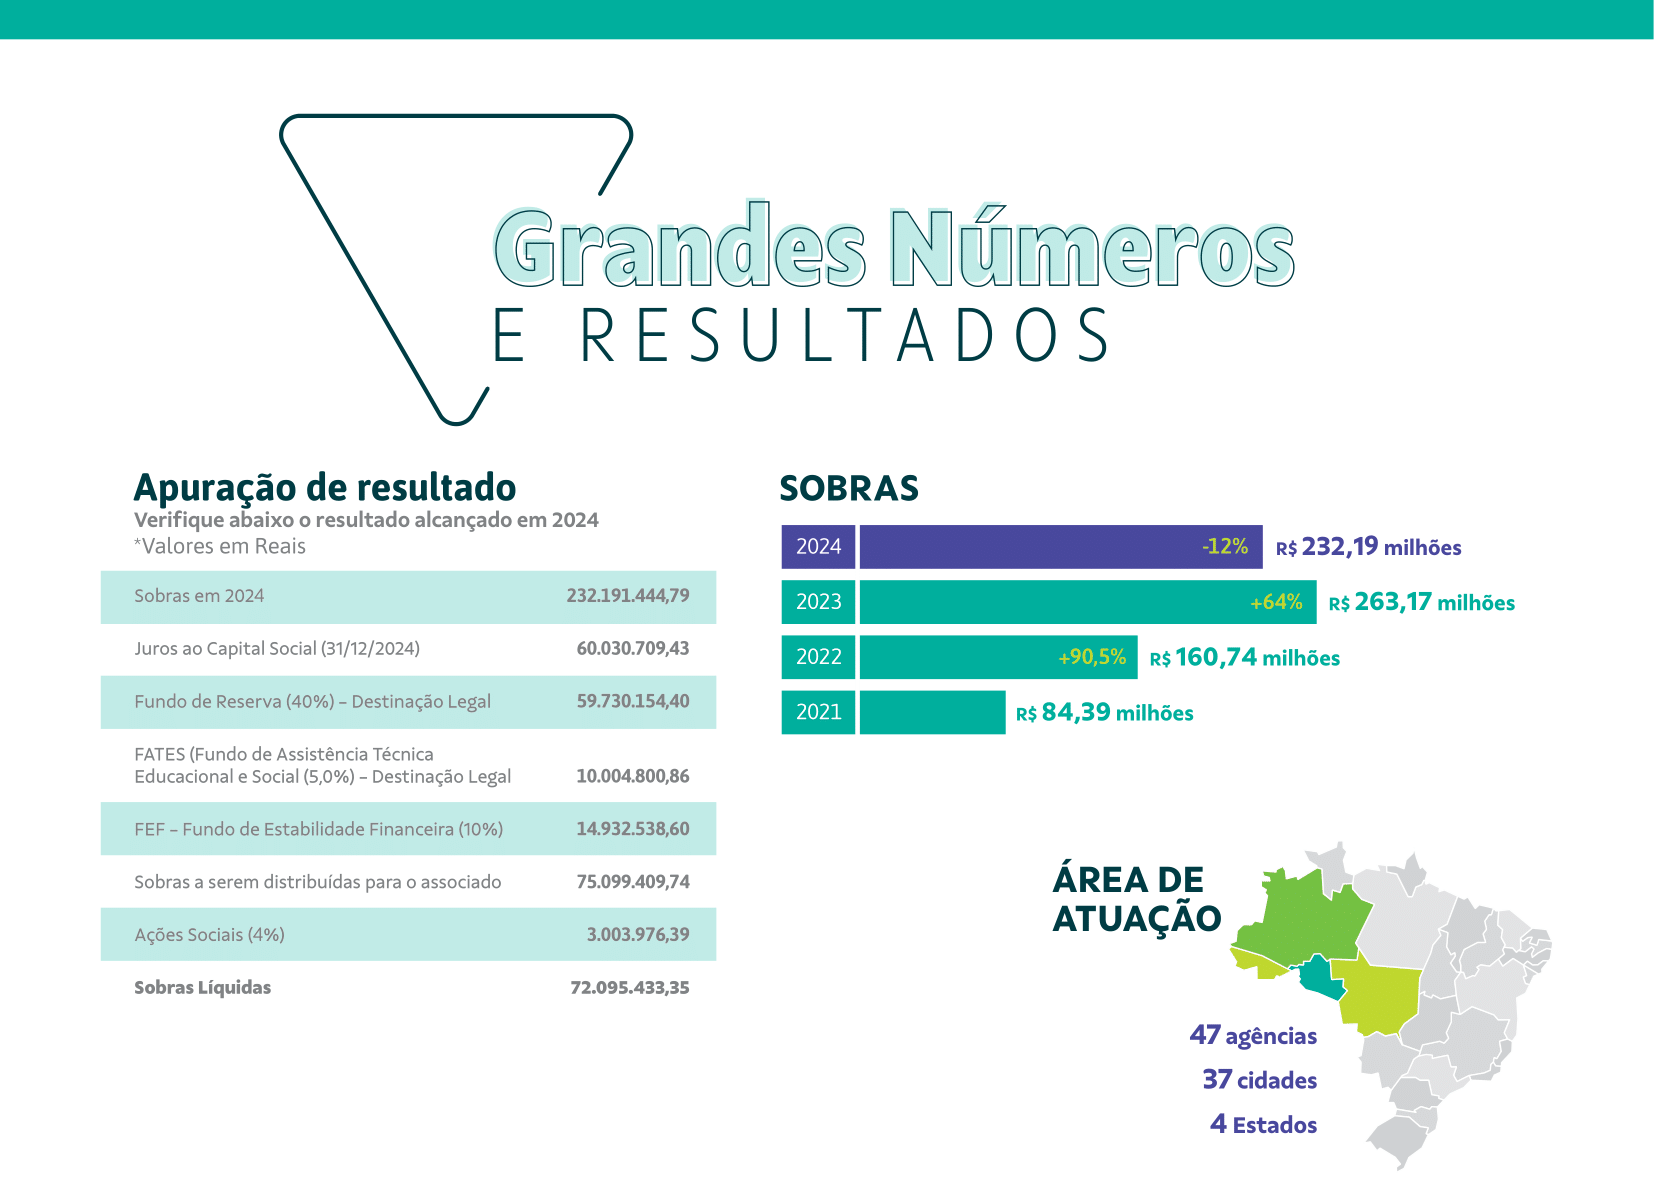 Grandes Números
E RESULTADOS
Apuração de resultado
Verifique abaixo o resultado alcançado em 2024
*Valores em Reais
Sobras em 2024 232.191.444,79
Juros ao Capital Social (31/12/2024) 60.030.709,43
Fundo de Reserva (40%) – Destinação Legal 59.730.154,40
FATES (Fundo de Assistência Técnica
Educacional e Social (5,0%) – Destinação Legal 10.004.800,86
FEF – Fundo de Estabilidade Financeira (10%) 14.932.538,60
Sobras a serem distribuídas para o associado 75.099.409,74
Ações Sociais (4%) 3.003.976,39
Sobras Líquidas 72.095.433,35
SOBRAS
2024 -12% R$ 232,19 milhões
2023 +64% R$ 263,17 milhões
2022 +90,5% R$ 160,74 milhões
2021 R$ 84,39 milhões
ÁREA DE
ATUAÇÃO
47 agências
37 cidades
4 Estados